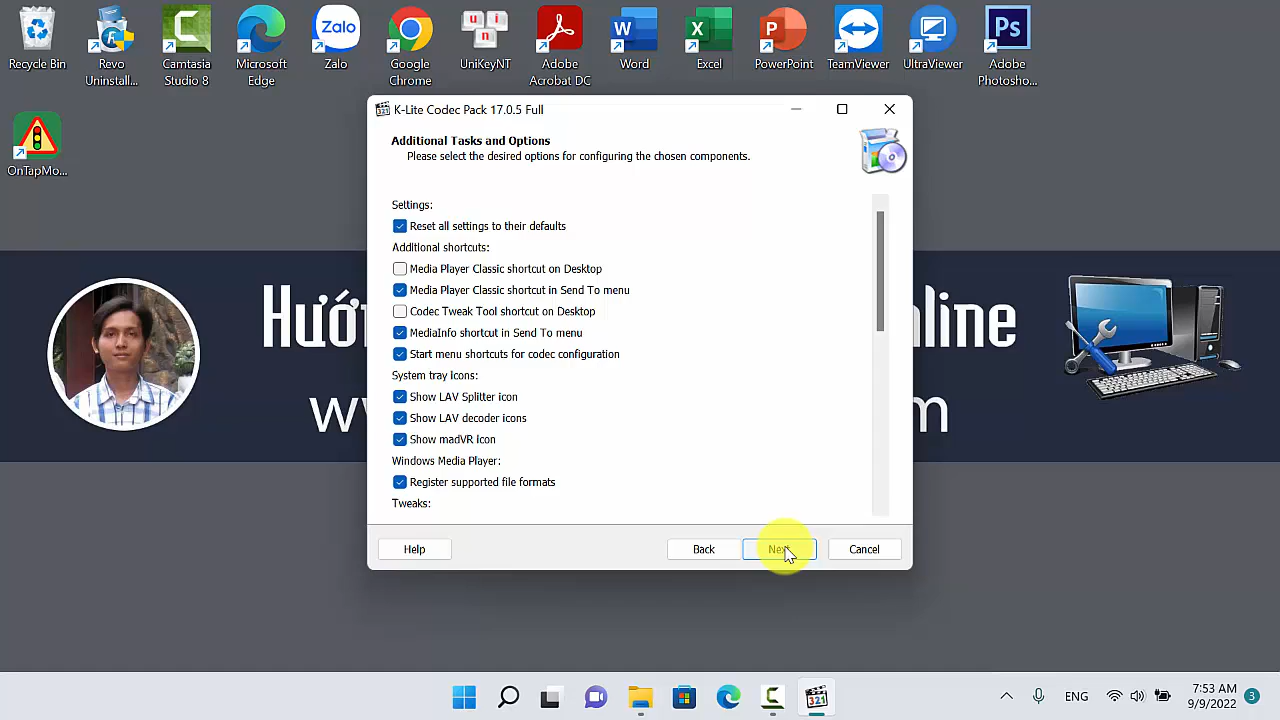 Recycle Bin
Revo
Uninstall...
Camtasia
Studio 8
Microsoft
Edge
Zalo
Zalo
Google
Chrome
u i
n
UniKeyNT
Adobe
Acrobat DC
W
Word
X
Excel
P
PowerPoint
TeamViewer
UltraViewer
Ps
Adobe
Photosho...
OnTapMo...
321
K-Lite Codec Pack 17.0.5 Full
Additional Tasks and Options
Please select the desired options for configuring the chosen components.
Settings:
Reset all settings to their defaults
Additional shortcuts:
Media Player Classic shortcut on Desktop
Media Player Classic shortcut in Send To menu
Codec Tweak Tool shortcut on Desktop
MediaInfo shortcut in Send To menu
Start menu shortcuts for codec configuration
System tray icons:
Show LAV Splitter icon
Show LAV decoder icons
Show madVR icon
Windows Media Player:
Register supported file formats
Tweaks:
Help
Back
Next
Cancel
321
ENG
7:53 AM
9/9/2022
3